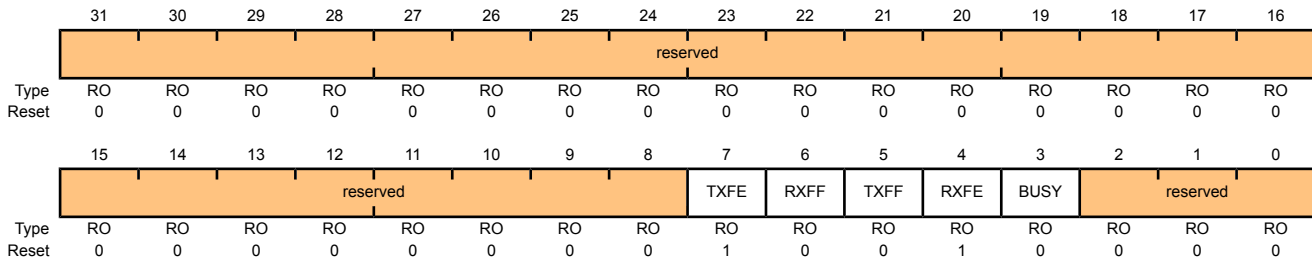 31 30 29 28 27 26 25 24 23 22 21 20 19 18 17 16
reserved
Type RO RO RO RO RO RO RO RO RO RO RO RO RO RO RO RO
Reset 0 0 0 0 0 0 0 0 0 0 0 0 0 0 0 0
15 14 13 12 11 10 9 8 7 6 5 4 3 2 1 0
reserved TXFE RXFF TXFF RXFE BUSY reserved
Type RO RO RO RO RO RO RO RO RO RO RO RO RO RO RO RO
Reset 0 0 0 0 0 0 0 0 1 0 0 1 0 0 0 0